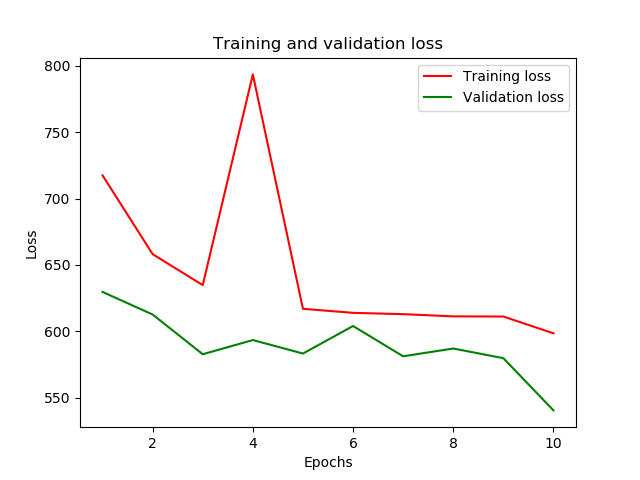 Training and validation loss
Training loss
Validation loss
800
750
700
650
600
550
Loss
2
4
6
8
10
Epochs